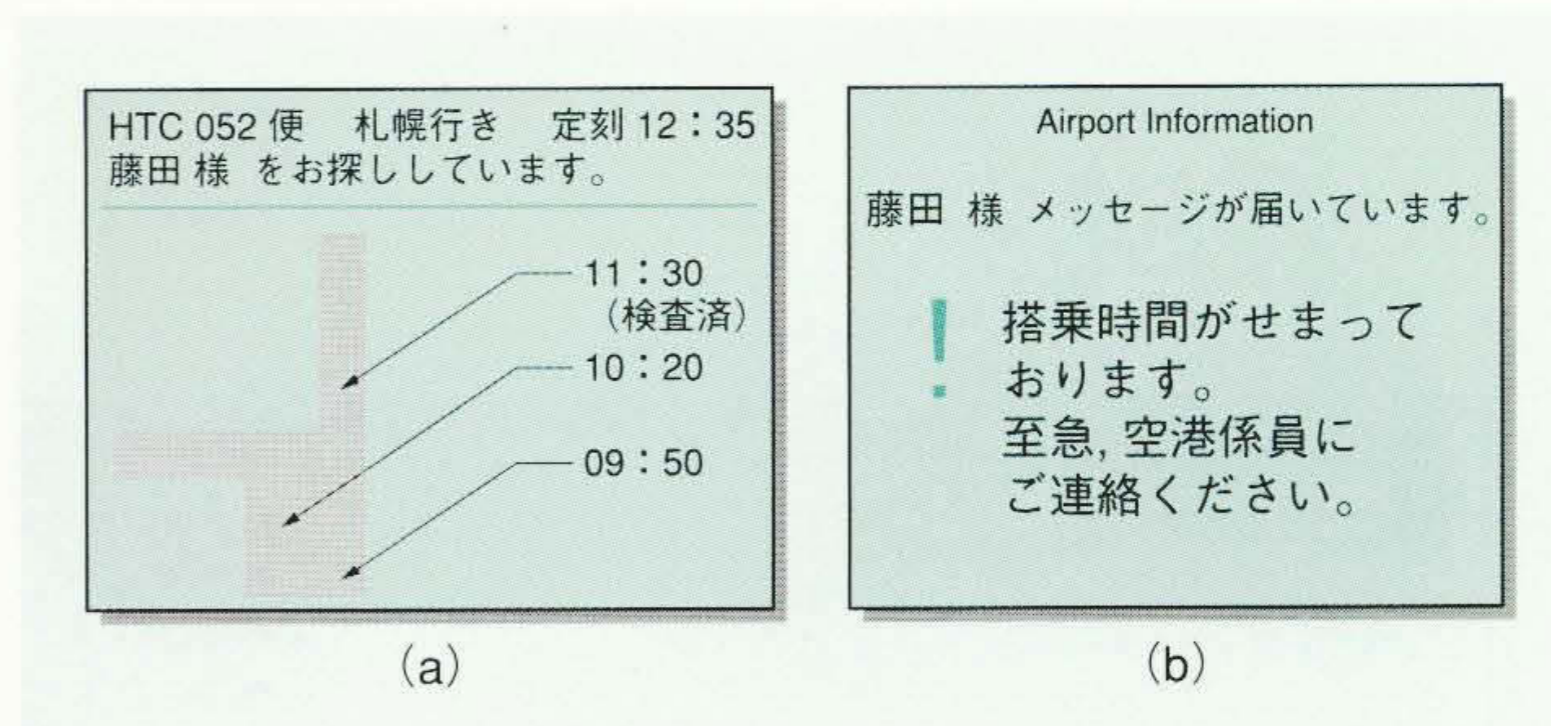 HTC 052 便 札幌行き 定刻 12：35
藤田 様 をお探ししています。
11：30
（検査済）
10：20
09：50
(a)
Airport Information
藤田 様 メッセージが届いています。
!
搭乗時間がせまって
おります。
至急, 空港係員に
ご連絡ください。
(b)